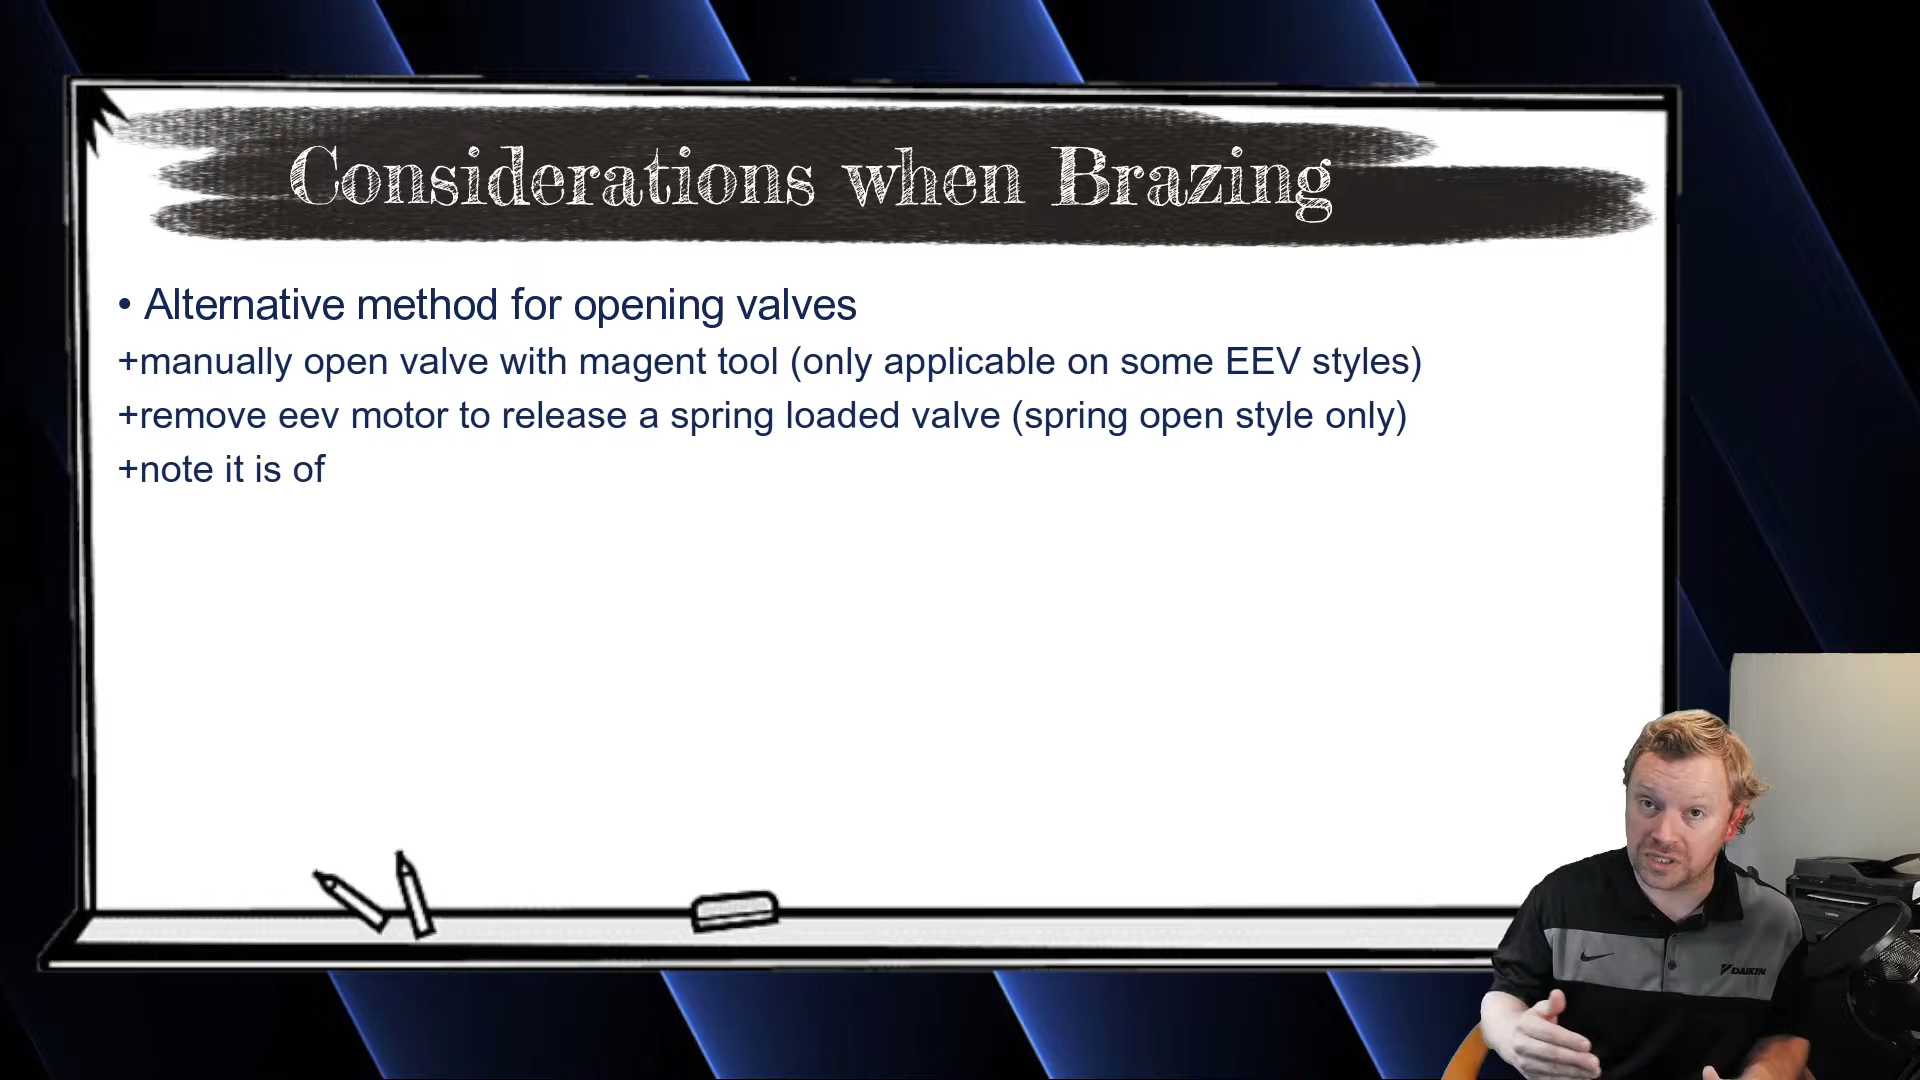 Considerations when Brazing
• Alternative method for opening valves
+manually open valve with magent tool (only applicable on some EEV styles)
+remove eev motor to release a spring loaded valve (spring open style only)
+note it is of
DAIKIN